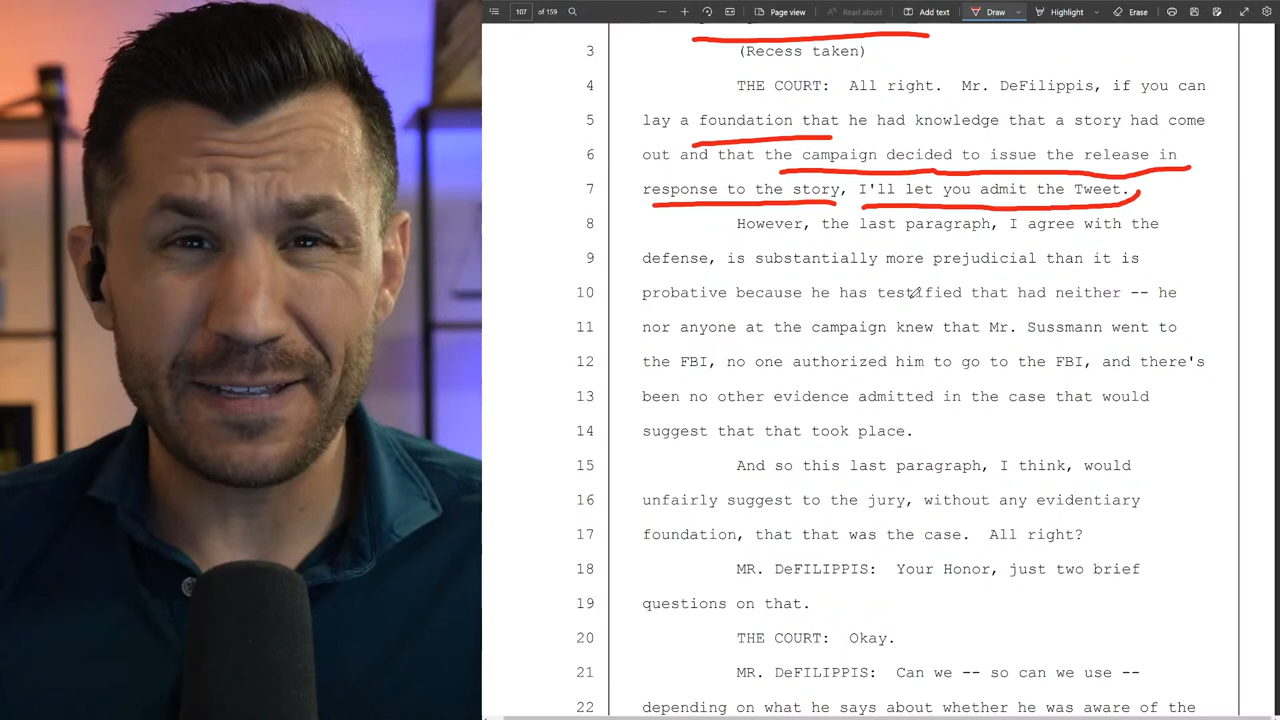 107 of 159 Page view Read aloud Add text Draw Highlight Erase
3 (Recess taken)
4 THE COURT: All right. Mr. DeFilippis, if you can
5 lay a foundation that he had knowledge that a story had come
6 out and that the campaign decided to issue the release in
7 response to the story, I'll let you admit the Tweet.
8 However, the last paragraph, I agree with the
9 defense, is substantially more prejudicial than it is
10 probative because he has testified that had neither -- he
11 nor anyone at the campaign knew that Mr. Sussmann went to
12 the FBI, no one authorized him to go to the FBI, and there's
13 been no other evidence admitted in the case that would
14 suggest that that took place.
15 And so this last paragraph, I think, would
16 unfairly suggest to the jury, without any evidentiary
17 foundation, that that was the case. All right?
18 MR. DeFILIPPIS: Your Honor, just two brief
19 questions on that.
20 THE COURT: Okay.
21 MR. DeFILIPPIS: Can we -- so can we use --
22 depending on what he says about whether he was aware of the